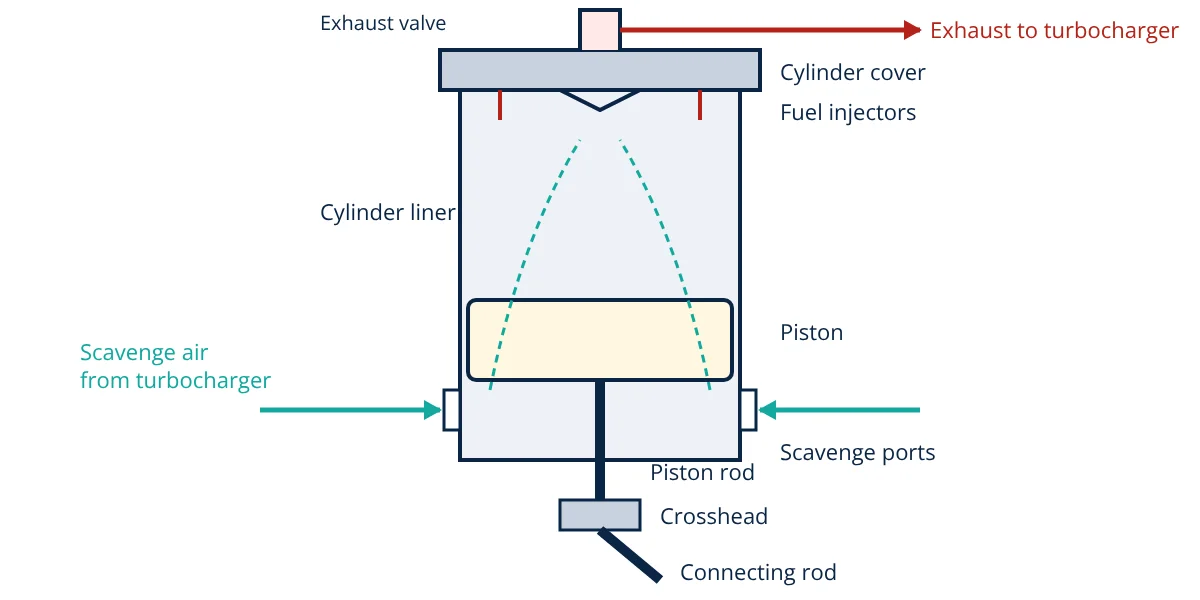 Exhaust valve
Exhaust to turbocharger
Cylinder cover
Fuel injectors
Cylinder liner
Piston
Scavenge air
from turbocharger
Scavenge ports
Piston rod
Crosshead
Connecting rod